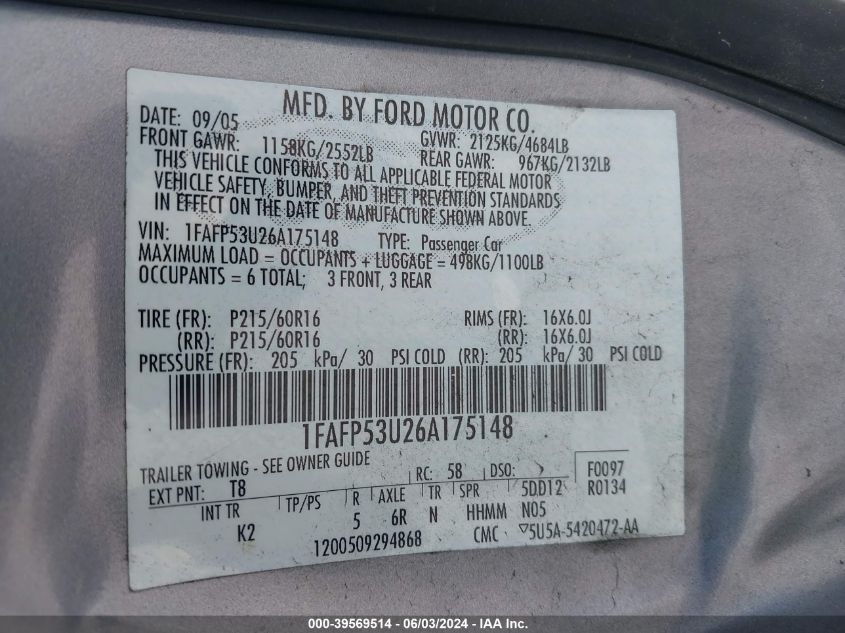 MFD. BY FORD MOTOR CO.
DATE: 09/05 GVWR: 2125KG/4684LB
FRONT GAWR: 1158KG/2552LB REAR GAWR: 967KG/2132LB
THIS VEHICLE CONFORMS TO ALL APPLICABLE FEDERAL MOTOR
VEHICLE SAFETY, BUMPER, AND THEFT PREVENTION STANDARDS
IN EFFECT ON THE DATE OF MANUFACTURE SHOWN ABOVE.
VIN: 1FAFP53U26A175148 TYPE: Passenger Car
MAXIMUM LOAD = OCCUPANTS + LUGGAGE = 498KG/1100LB
OCCUPANTS = 6 TOTAL; 3 FRONT, 3 REAR
TIRE (FR): P215/60R16 RIMS (FR): 16X6.0J
(RR): P215/60R16 (RR): 16X6.0J
PRESSURE (FR): 205 kPa/ 30 PSI COLD (RR): 205 kPa/ 30 PSI COLD
1FAFP53U26A175148
TRAILER TOWING - SEE OWNER GUIDE RC: 58 DSO: F0097
EXT PNT: T8 TP/PS R AXLE TR SPR 5DD12 R0134
INT TR K2 5 6R N HHMM N05
1200509294868 CMC ▽5U5A-5420472-AA
000-39569514 - 06/03/2024 - IAA Inc.